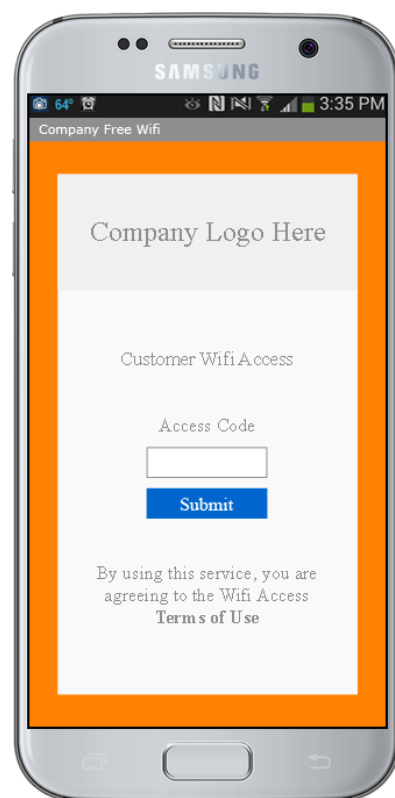 SAMSUNG
64° 3:35 PM
Company Free Wifi
Company Logo Here
Customer Wifi Access
Access Code
Submit
By using this service, you are
agreeing to the Wifi Access
Terms of Use